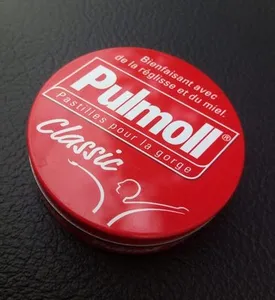 Bienfaisant avec
de la réglisse et du miel.
Pulmoll®
Pastilles pour la gorge
Classic